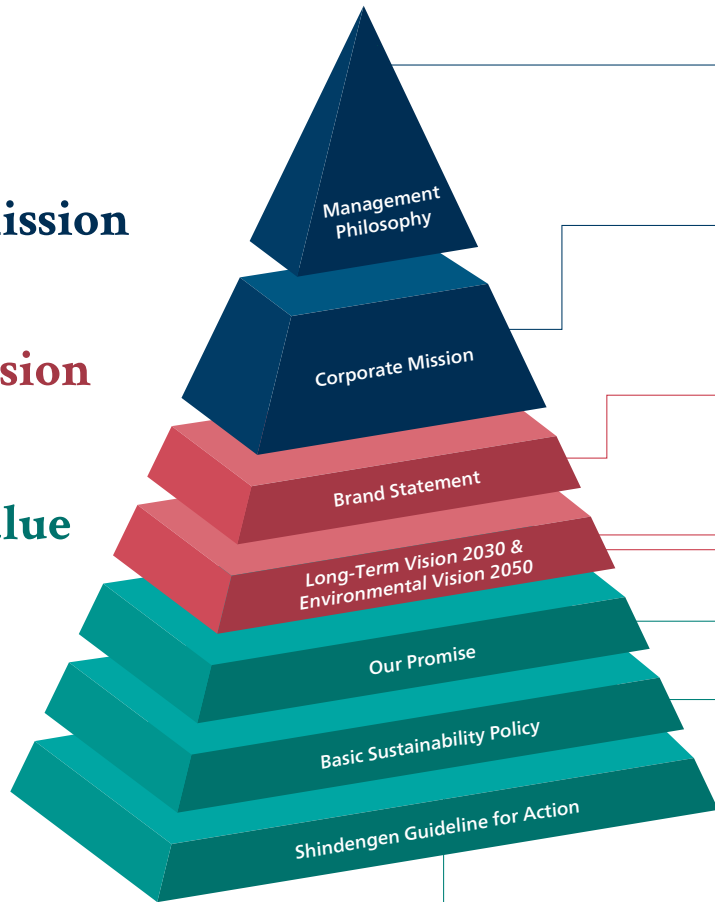 Management
Philosophy
ission
Corporate Mission
sion
Brand Statement
lue
Long-Term Vision 2030 &
Environmental Vision 2050
Our Promise
Basic Sustainability Policy
Shindengen Guideline for Action